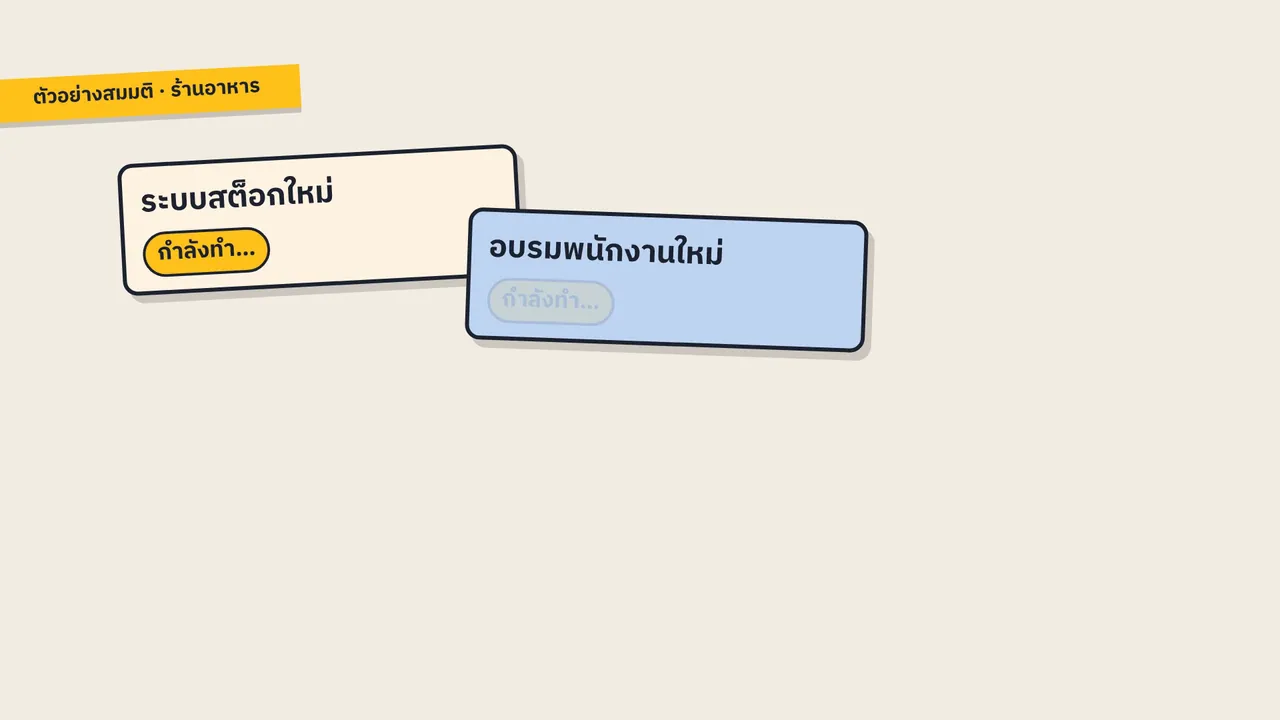 ตัวอย่างสมมติ · ร้านอาหาร
ระบบสต็อกใหม่
กำลังทำ...
อบรมพนักงานใหม่
กำลังทำ...